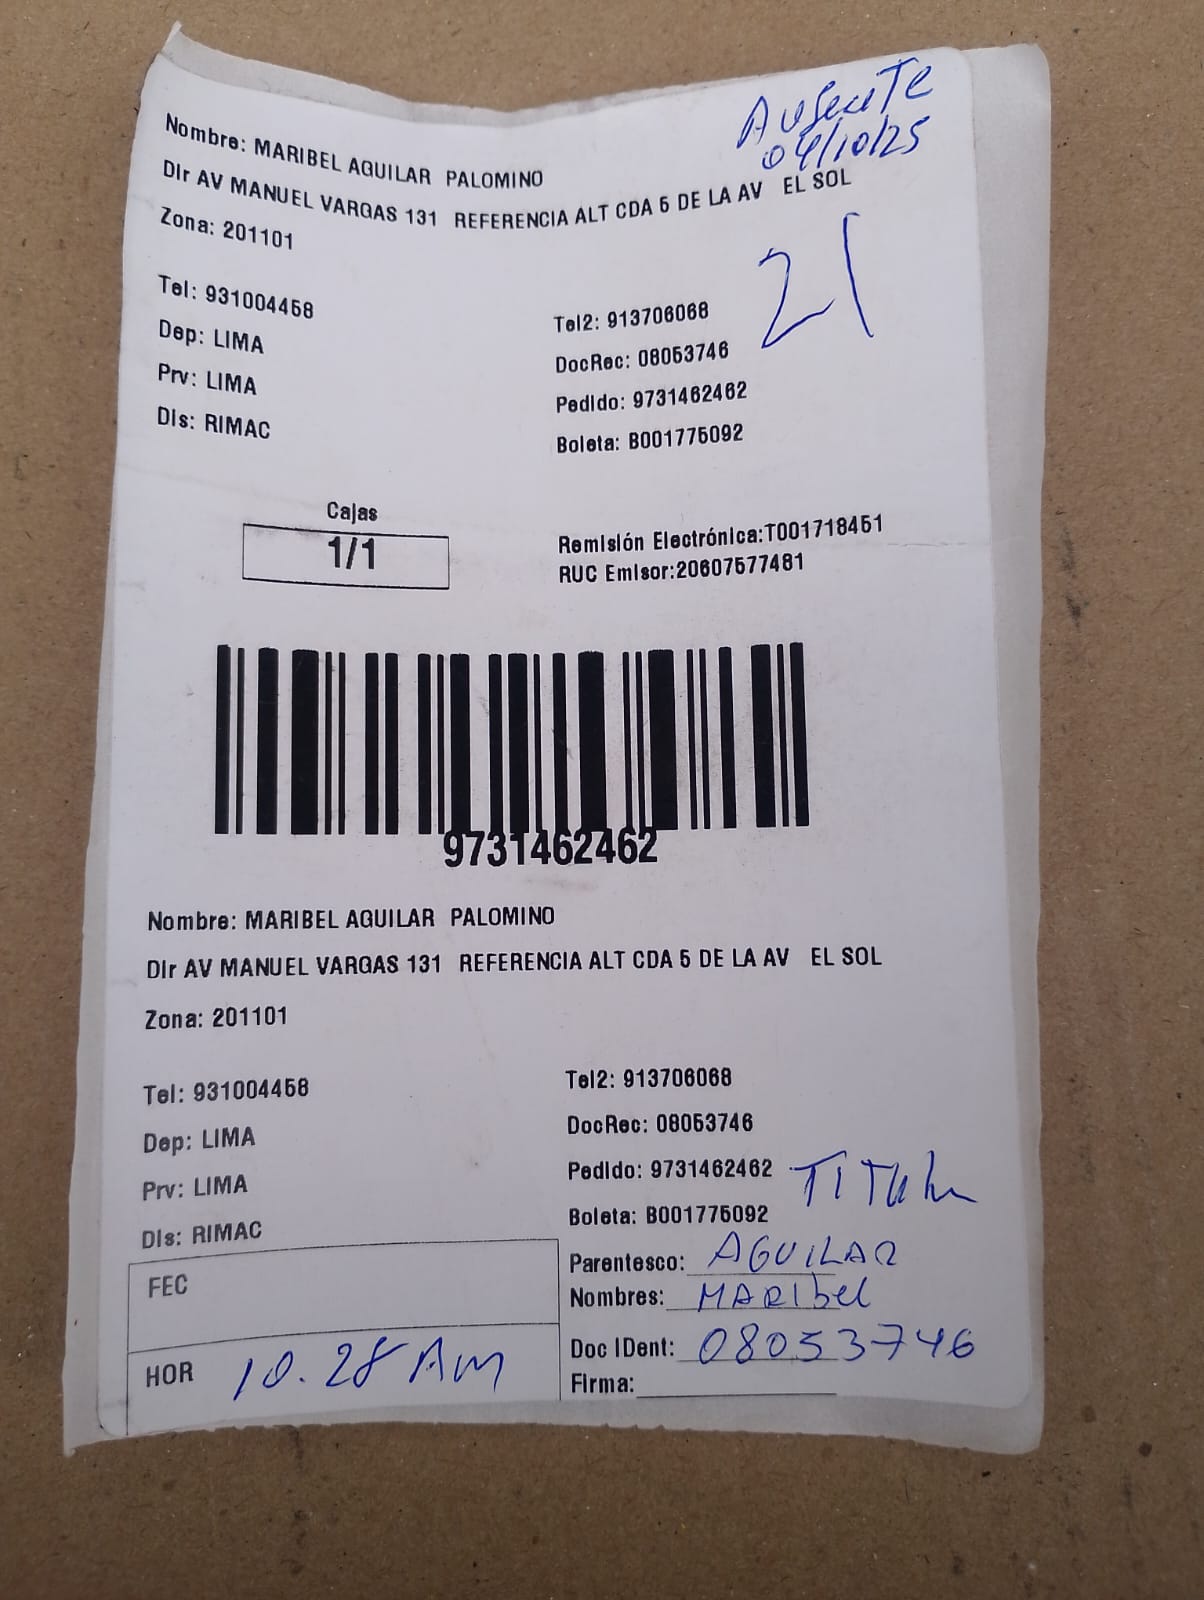 AusenTe
04/10/25
Nombre: MARIBEL AGUILAR PALOMINO
Dir AV MANUEL VARGAS 131 REFERENCIA ALT CDA 5 DE LA AV EL SOL
Zona: 201101
21
Tel: 931004458
Tel2: 913706068
Dep: LIMA
DocRec: 08053746
Prv: LIMA
Pedido: 9731462462
Dis: RIMAC
Boleta: B001775092
Cajas
1/1
Remisión Electrónica:T001718451
RUC Emisor:20607577481
9731462462
Nombre: MARIBEL AGUILAR PALOMINO
Dir AV MANUEL VARGAS 131 REFERENCIA ALT CDA 5 DE LA AV EL SOL
Zona: 201101
Tel: 931004458
Tel2: 913706068
Dep: LIMA
DocRec: 08053746
Prv: LIMA
Pedido: 9731462462 TITular
Dis: RIMAC
Boleta: B001775092
FEC
Parentesco: AGUILAR
Nombres: MARIbel
HOR 10.28 Am
Doc IDent: 08053746
Firma: